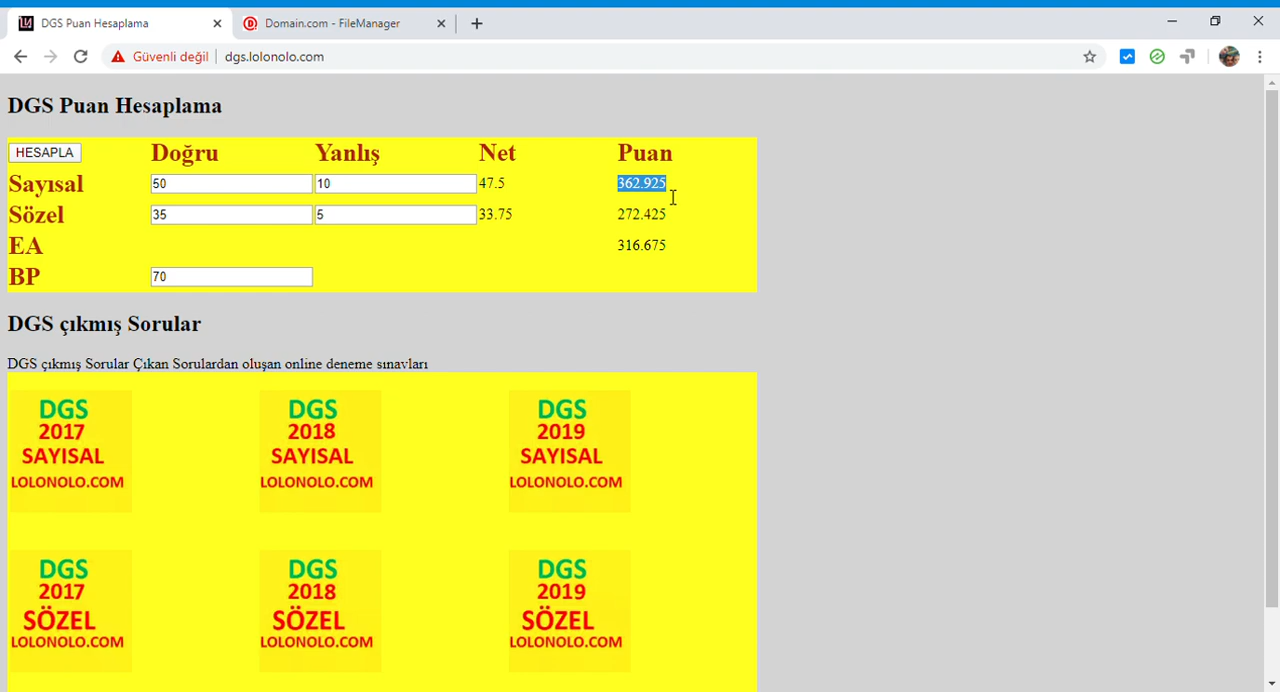 DGS Puan Hesaplama
Domain.com - FileManager
Güvenli değil
dgs.lolonolo.com
DGS Puan Hesaplama
HESAPLA Doğru Yanlış Net Puan
Sayısal 50 10 47.5 362.925
Sözel 35 5 33.75 272.425
EA 316.675
BP 70
DGS çıkmış Sorular
DGS çıkmış Sorular Çıkan Sorulardan oluşan online deneme sınavları
DGS
2017
SAYISAL
LOLONOLO.COM
DGS
2018
SAYISAL
LOLONOLO.COM
DGS
2019
SAYISAL
LOLONOLO.COM
DGS
2017
SÖZEL
LOLONOLO.COM
DGS
2018
SÖZEL
LOLONOLO.COM
DGS
2019
SÖZEL
LOLONOLO.COM